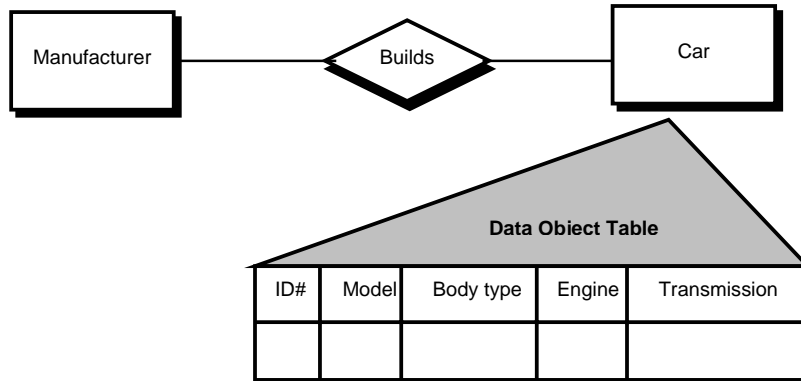 Manufacturer
Builds
Car
Data Obiect Table
ID# Model Body type Engine Transmission